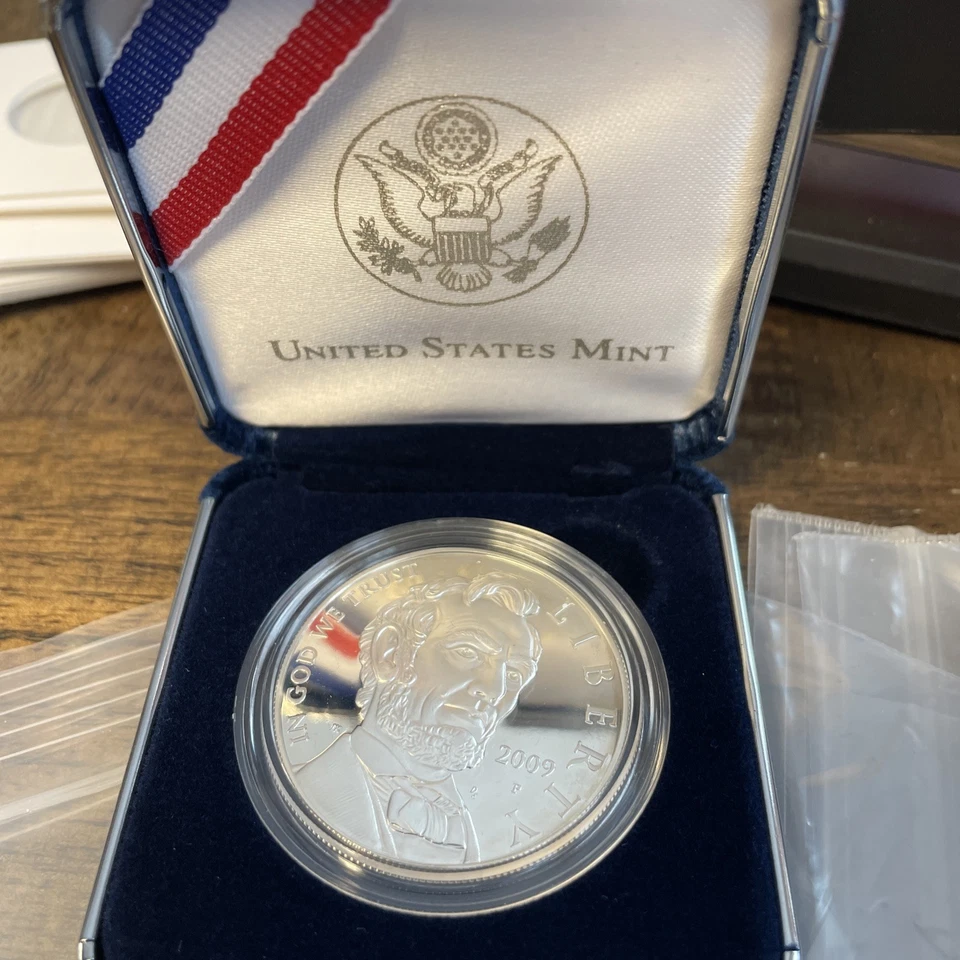 UNITED STATES MINT
IN GOD WE TRUST
LIBERTY
2009
P